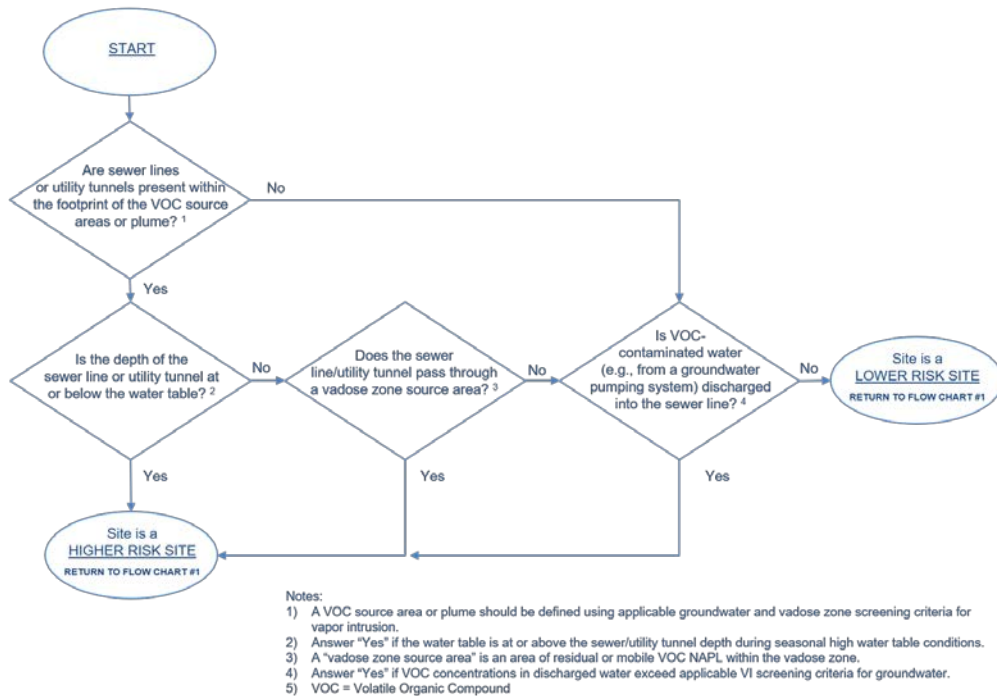 START
Are sewer lines
or utility tunnels present within
the footprint of the VOC source
areas or plume? 1
No
Yes
Is the depth of the
sewer line or utility tunnel at
or below the water table? 2
No
Does the sewer
line/utility tunnel pass through
a vadose zone source area? 3
No
Is VOC-
contaminated water
(e.g., from a groundwater
pumping system) discharged
into the sewer line? 4
No
Site is a
LOWER RISK SITE
RETURN TO FLOW CHART #1
Yes
Yes
Yes
Site is a
HIGHER RISK SITE
RETURN TO FLOW CHART #1
Notes:
1) A VOC source area or plume should be defined using applicable groundwater and vadose zone screening criteria for
vapor intrusion.
2) Answer “Yes” if the water table is at or above the sewer/utility tunnel depth during seasonal high water table conditions.
3) A “vadose zone source area” is an area of residual or mobile VOC NAPL within the vadose zone.
4) Answer “Yes” if VOC concentrations in discharged water exceed applicable VI screening criteria for groundwater.
5) VOC = Volatile Organic Compound